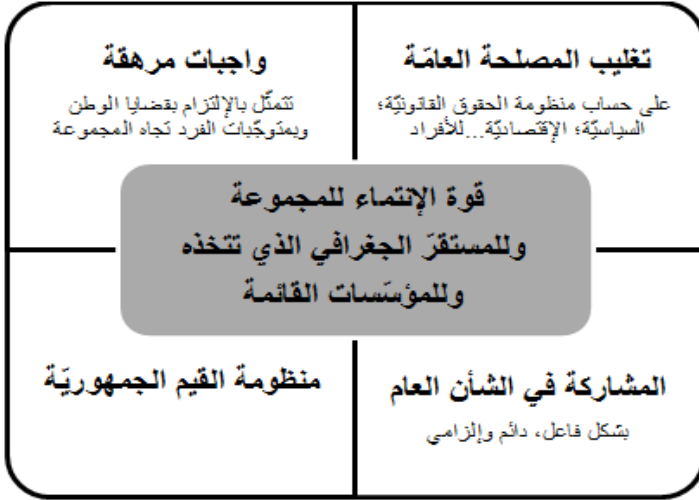 تغليب المصلحة العامّة
على حساب منظومة الحقوق القانونيّة؛
السياسيّة؛ الإقتصاديّة...للأفراد
واجبات مرهقة
تتمثّل بالإلتزام بقضايا الوطن
وبمتوجّبات الفرد تجاه المجموعة
قوة الإنتماء للمجموعة
وللمستقرّ الجغرافي الذي تتخذه
وللمؤسّسات القائمة
المشاركة في الشأن العام
بشكل فاعل، دائم وإلزامي
منظومة القيم الجمهوريّة